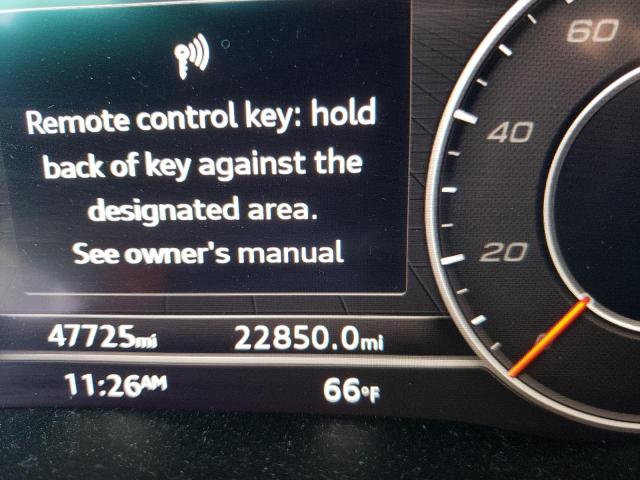 Remote control key: hold
back of key against the
designated area.
See owner's manual
47725mi 22850.0mi
11:26AM 66°F
60
40
20